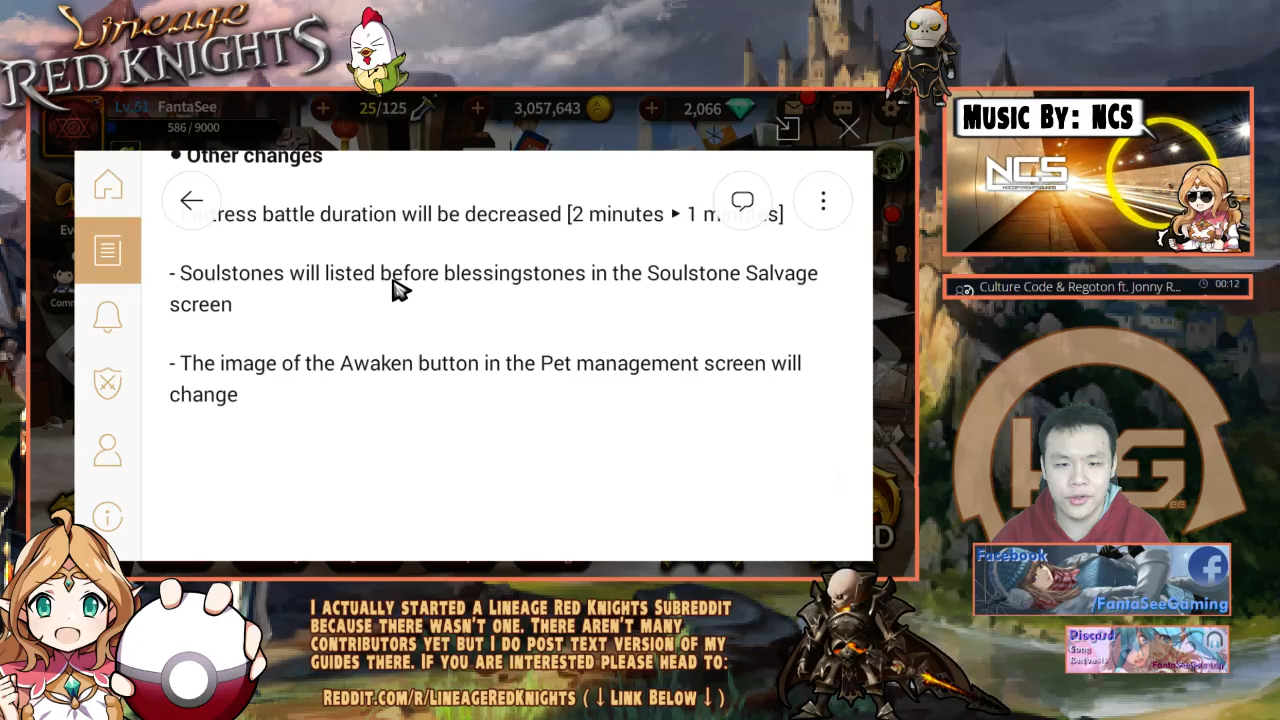 Lineage
RED KNIGHTS
Lv.51 FantaSee
25/125
3,057,643
2,066
586 / 9000
MUSIC BY: NCS
NCS
Culture Code & Regoton ft. Jonny R...
00:12
• Other changes
ress battle duration will be decreased [2 minutes ▸ 1 minutes]
- Soulstones will listed before blessingstones in the Soulstone Salvage
screen
- The image of the Awaken button in the Pet management screen will
change
Facebook
/FantaSeeGaming
Discord
Song
Requests
I ACTUALLY STARTED A LINEAGE RED KNIGHTS SUBREDDIT
BECAUSE THERE WASN'T ONE. THERE AREN'T MANY
CONTRIBUTORS YET BUT I DO POST TEXT VERSION OF MY
GUIDES THERE. IF YOU ARE INTERESTED PLEASE HEAD TO:
REDDIT.COM/R/LINEAGEREDKNIGHTS ( ↓ LINK BELOW ↓ )